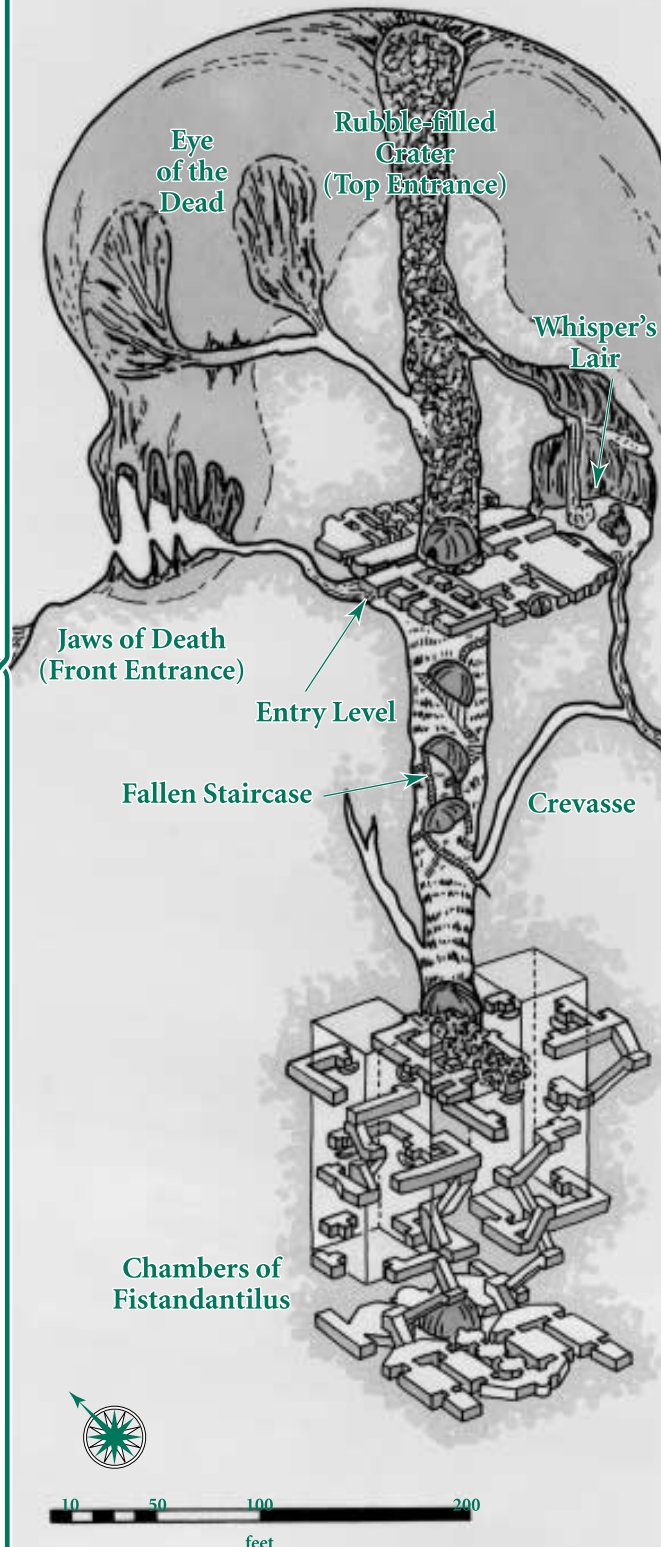 Eye
of the
Dead
Rubble-filled
Crater
(Top Entrance)
Whisper's
Lair
Jaws of Death
(Front Entrance)
Entry Level
Fallen Staircase
Crevasse
Chambers of
Fistandantilus
10 50 100 200
feet